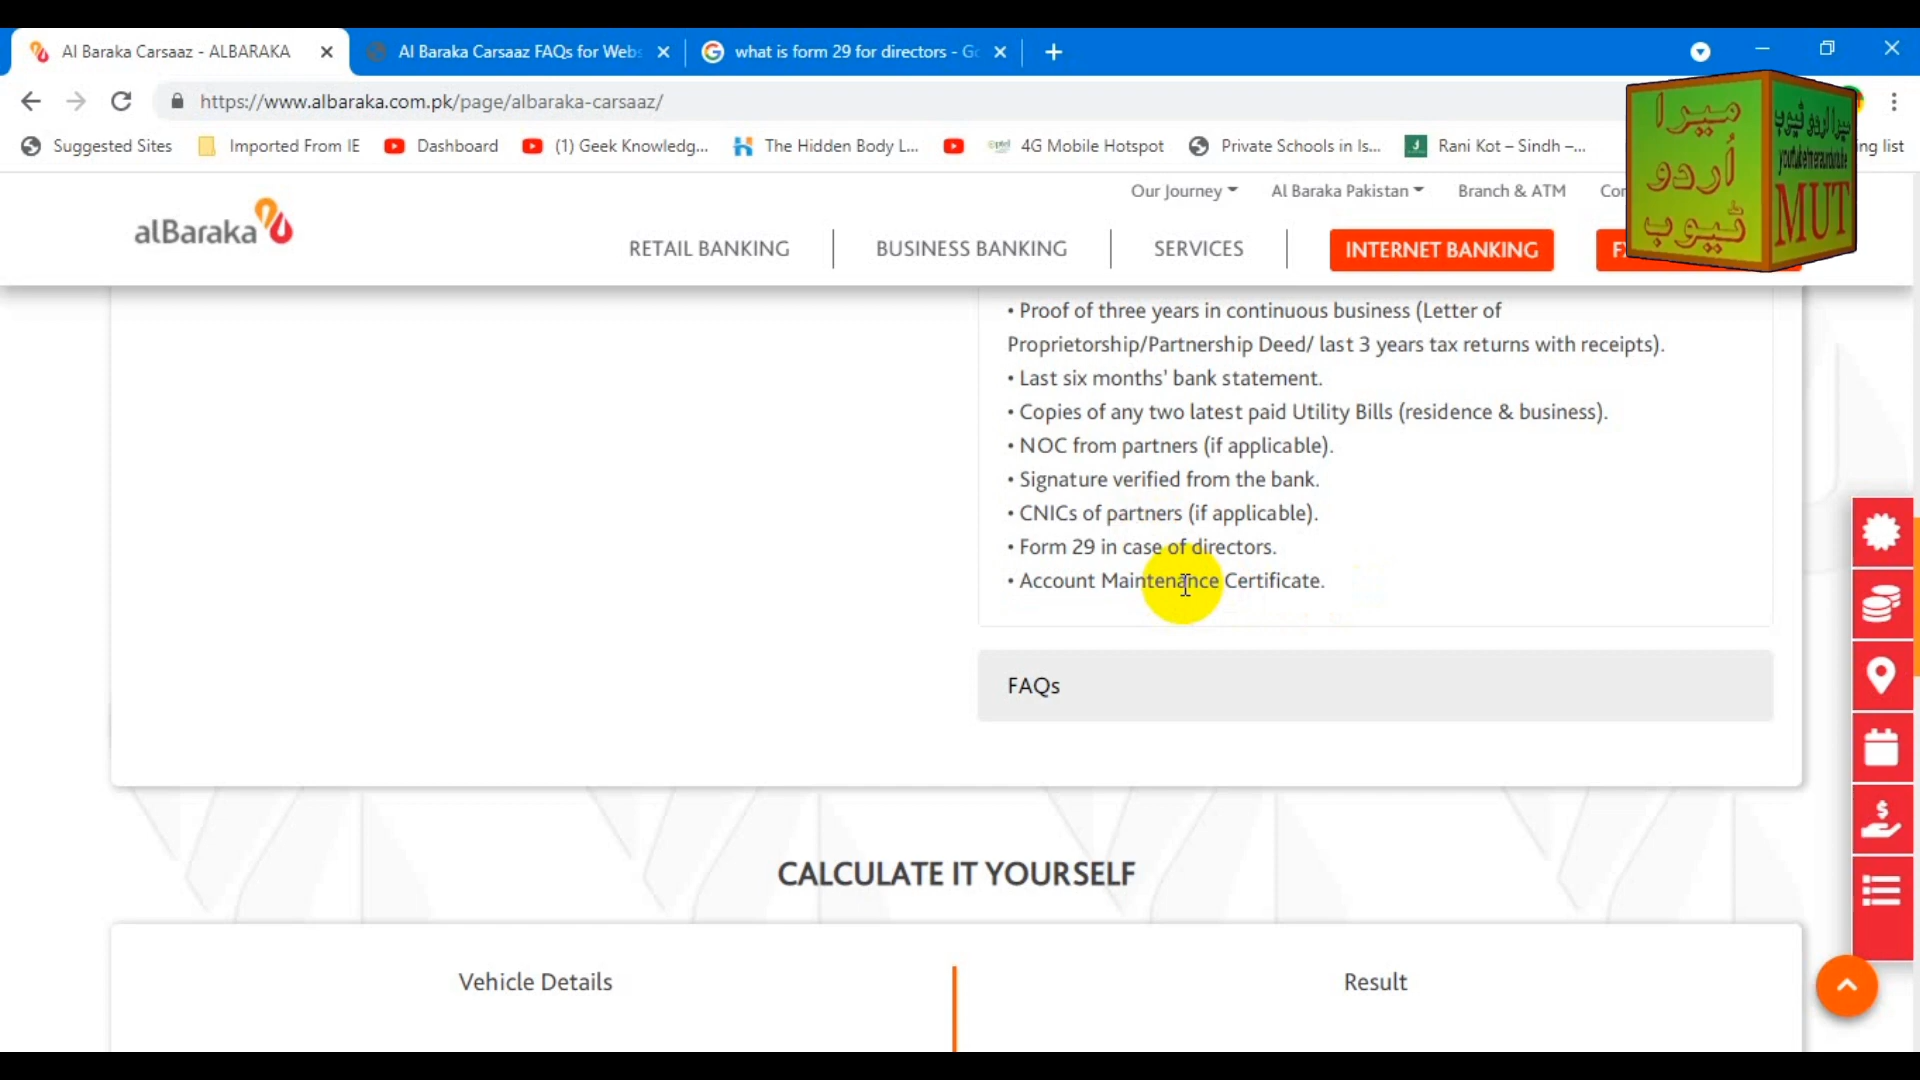 Al Baraka Carsaaz - ALBARAKA
Al Baraka Carsaaz FAQs for Webs
what is form 29 for directors - Go
https://www.albaraka.com.pk/page/albaraka-carsaaz/
Suggested Sites
Imported From IE
Dashboard
(1) Geek Knowledg...
The Hidden Body L...
4G Mobile Hotspot
Private Schools in Is...
Rani Kot – Sindh –...
ng list
میرا
اُردو
ٹیوب
میرا اردو ٹیوب
MUT
Our Journey
Al Baraka Pakistan
Branch & ATM
Con
alBaraka
RETAIL BANKING
BUSINESS BANKING
SERVICES
INTERNET BANKING
• Proof of three years in continuous business (Letter of
Proprietorship/Partnership Deed/ last 3 years tax returns with receipts).
• Last six months' bank statement.
• Copies of any two latest paid Utility Bills (residence & business).
• NOC from partners (if applicable).
• Signature verified from the bank.
• CNICs of partners (if applicable).
• Form 29 in case of directors.
• Account Maintenance Certificate.
FAQs
CALCULATE IT YOURSELF
Vehicle Details
Result